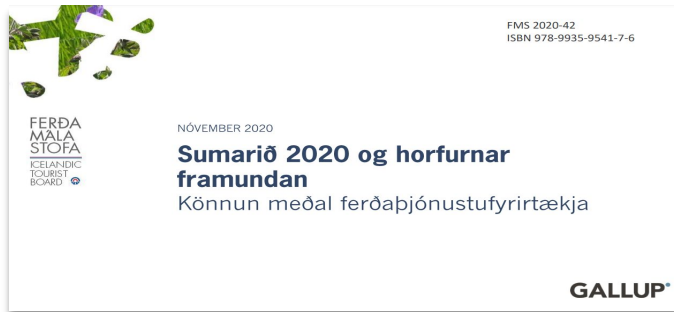 FMS 2020-42
ISBN 978-9935-9541-7-6
FERÐA
MÁLA
STOFA
ICELANDIC
TOURIST
BOARD
NÓVEMBER 2020
Sumarið 2020 og horfurnar
framundan
Könnun meðal ferðaþjónustufyrirtækja
GALLUP